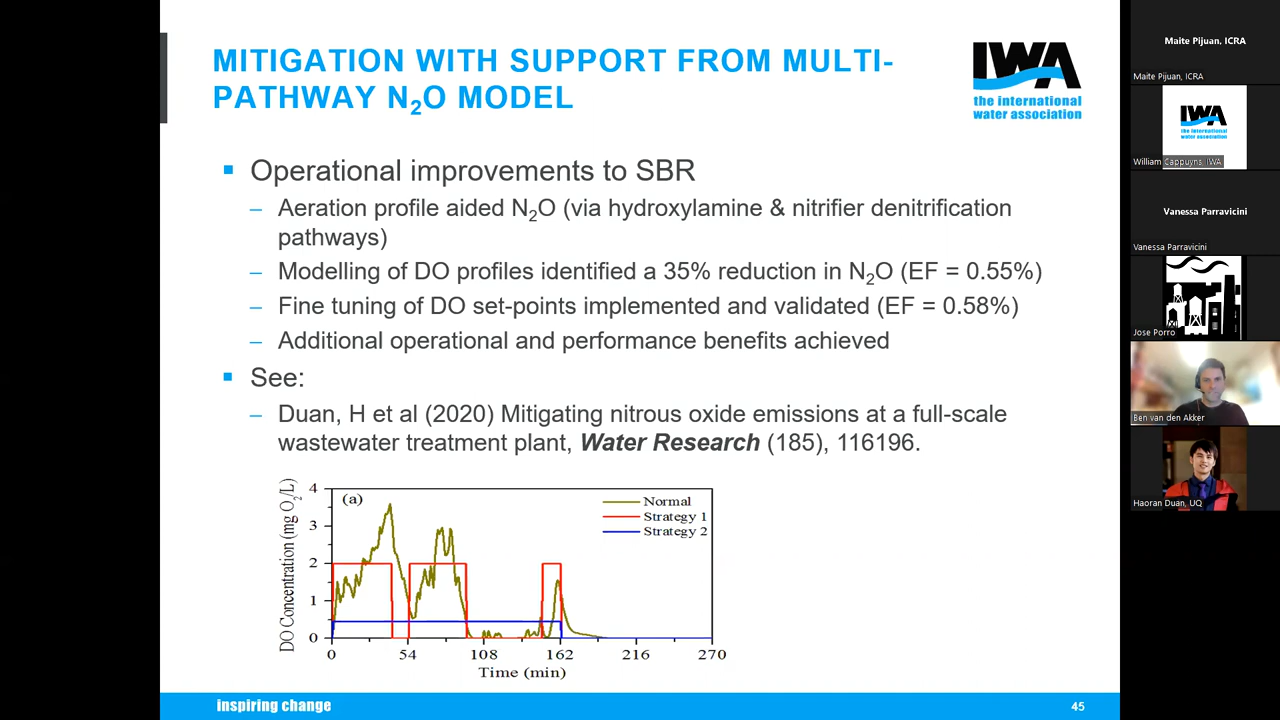 MITIGATION WITH SUPPORT FROM MULTI-
PATHWAY N2O MODEL
IWA
the international
water association
Operational improvements to SBR
– Aeration profile aided N2O (via hydroxylamine & nitrifier denitrification
pathways)
– Modelling of DO profiles identified a 35% reduction in N2O (EF = 0.55%)
– Fine tuning of DO set-points implemented and validated (EF = 0.58%)
– Additional operational and performance benefits achieved
See:
– Duan, H et al (2020) Mitigating nitrous oxide emissions at a full-scale
wastewater treatment plant, Water Research (185), 116196.
DO Concentration (mg O2/L)
4
3
2
1
0
(a)
Normal
Strategy 1
Strategy 2
0 54 108 162 216 270
Time (min)
inspiring change
45
Maite Pijuan, ICRA
Maite Pijuan, ICRA
IWA
the international
water association
William Cappuyns, IWA
Vanessa Parravicini
Vanessa Parravicini
Jose Porro
Ben van den Akker
Haoran Duan, UQ